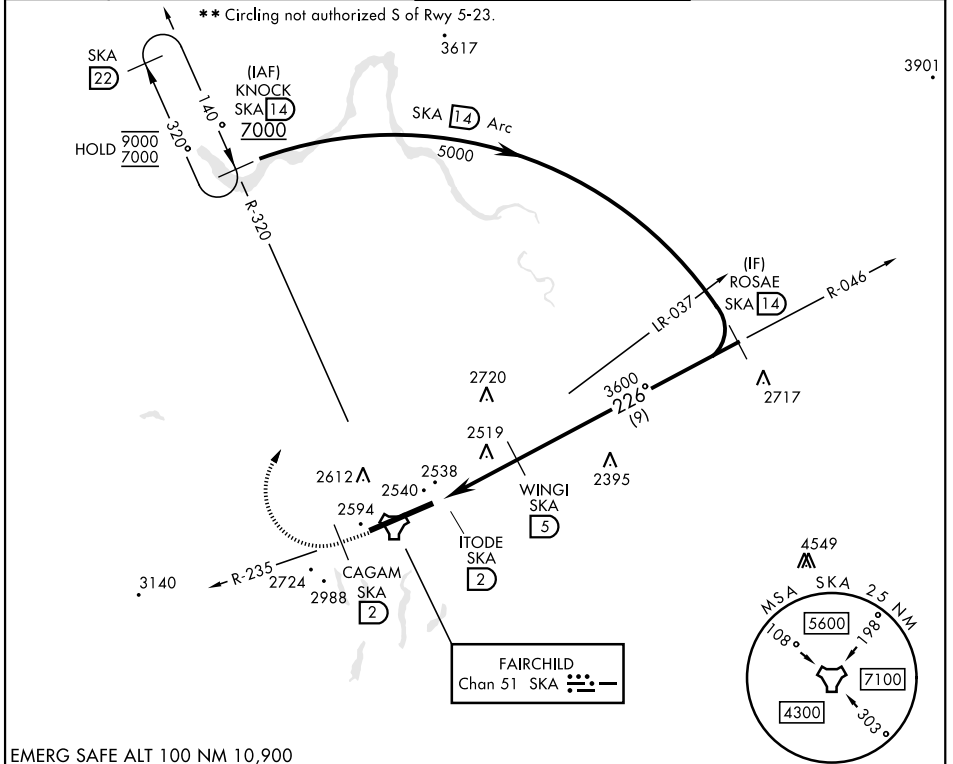 ** Circling not authorized S of Rwy 5-23.
3617
3901
SKA
22
(IAF)
KNOCK
SKA 14
7000
140°
320°
HOLD 9000
7000
SKA 14 Arc
5000
R-320
(IF)
ROSAE
SKA 14
LR-037
R-046
3600
226°
(9)
2720
2717
2519
2395
2612
2538
2540
2594
WINGI
SKA
5
ITODE
SKA
2
CAGAM
SKA
2
R-235
2724
2988
3140
4549
FAIRCHILD
Chan 51 SKA
MSA SKA 25 NM
5600
108°
198°
7100
4300
303°
EMERG SAFE ALT 100 NM 10,900